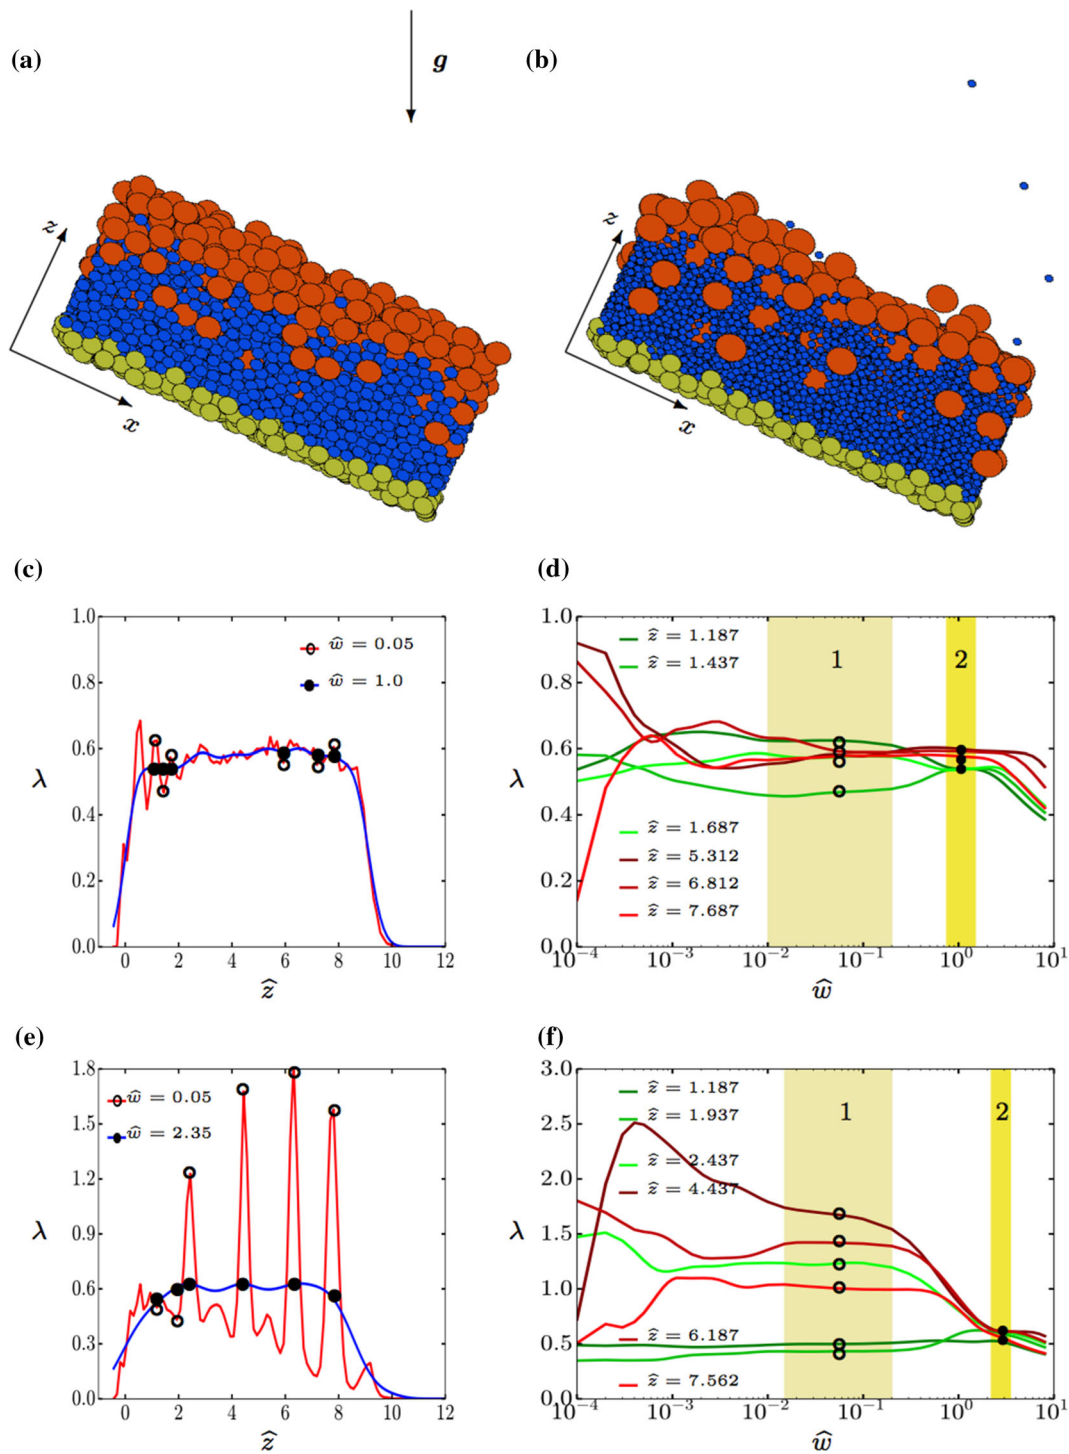 (a)
g
(b)
z
x
z
x
(c)
1.0
0.8
0.6
λ
0.4
0.2
0.0
0 2 4 6 8 10 12
ẑ
ŵ = 0.05
ŵ = 1.0
(d)
1.0
0.8
0.6
λ
0.4
0.2
0.0
10⁻⁴ 10⁻³ 10⁻² 10⁻¹ 10⁰ 10¹
ŵ
ẑ = 1.187
ẑ = 1.437
1
2
ẑ = 1.687
ẑ = 5.312
ẑ = 6.812
ẑ = 7.687
(e)
1.8
1.5
1.2
λ
0.9
0.6
0.3
0.0
0 2 4 6 8 10 12
ẑ
ŵ = 0.05
ŵ = 2.35
(f)
3.0
2.5
2.0
λ
1.5
1.0
0.5
0.0
10⁻⁴ 10⁻³ 10⁻² 10⁻¹ 10⁰ 10¹
ŵ
ẑ = 1.187
ẑ = 1.937
1
2
ẑ = 2.437
ẑ = 4.437
ẑ = 6.187
ẑ = 7.562